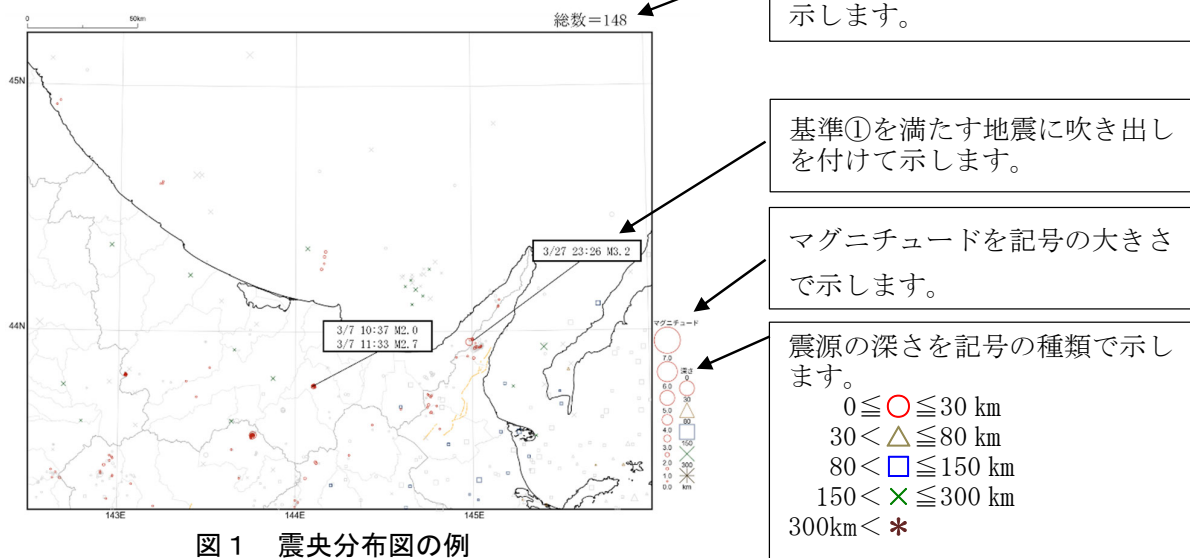 0
50km
総数＝148
示します。
45N
基準①を満たす地震に吹き出し
を付けて示します。
3/27 23:26 M3.2
マグニチュードを記号の大きさ
で示します。
44N
3/7 10:37 M2.0
3/7 11:33 M2.7
マグニチュード
7.0
6.0
5.0
4.0
3.0
2.0
1.0
0.0
深さ
0
30
80
150
300
km
震源の深さを記号の種類で示し
ます。
0≦○≦30 km
30＜△≦80 km
80＜□≦150 km
150＜×≦300 km
300km＜*
143E
144E
145E
図１　震央分布図の例